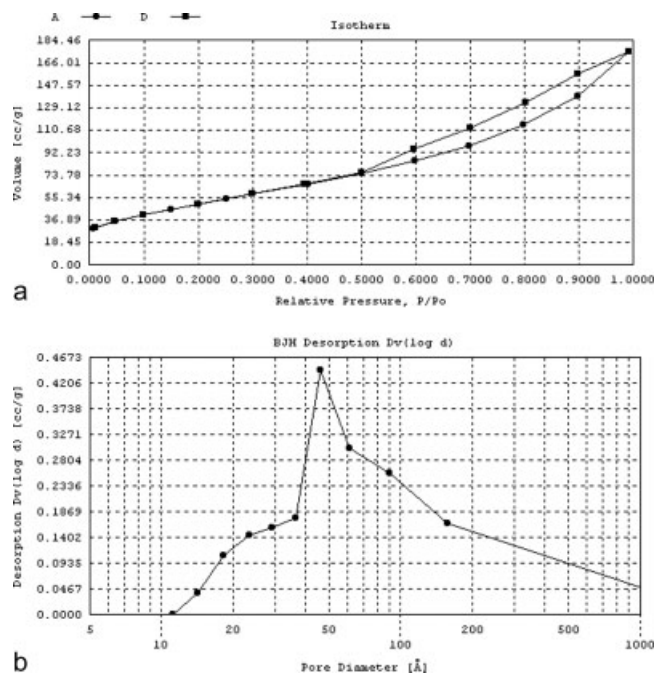 A D Isotherm
184.46
166.01
147.57
129.12
110.68
92.23
73.78
55.34
36.89
18.45
0.00
Volume [cc/g]
0.0000 0.1000 0.2000 0.3000 0.4000 0.5000 0.6000 0.7000 0.8000 0.9000 1.0000
Relative Pressure, P/Po
a
BJH Desorption Dv(log d)
0.4673
0.4206
0.3738
0.3271
0.2804
0.2336
0.1869
0.1402
0.0935
0.0467
0.0000
Desorption Dv(log d) [cc/g]
5 10 20 50 100 200 500 1000
Pore Diameter [Å]
b